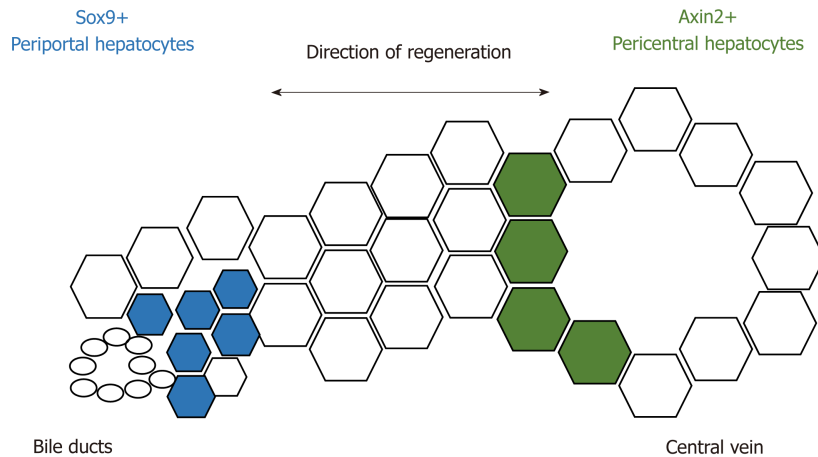 Sox9+
Periportal hepatocytes
Direction of regeneration
Axin2+
Pericentral hepatocytes
Bile ducts
Central vein